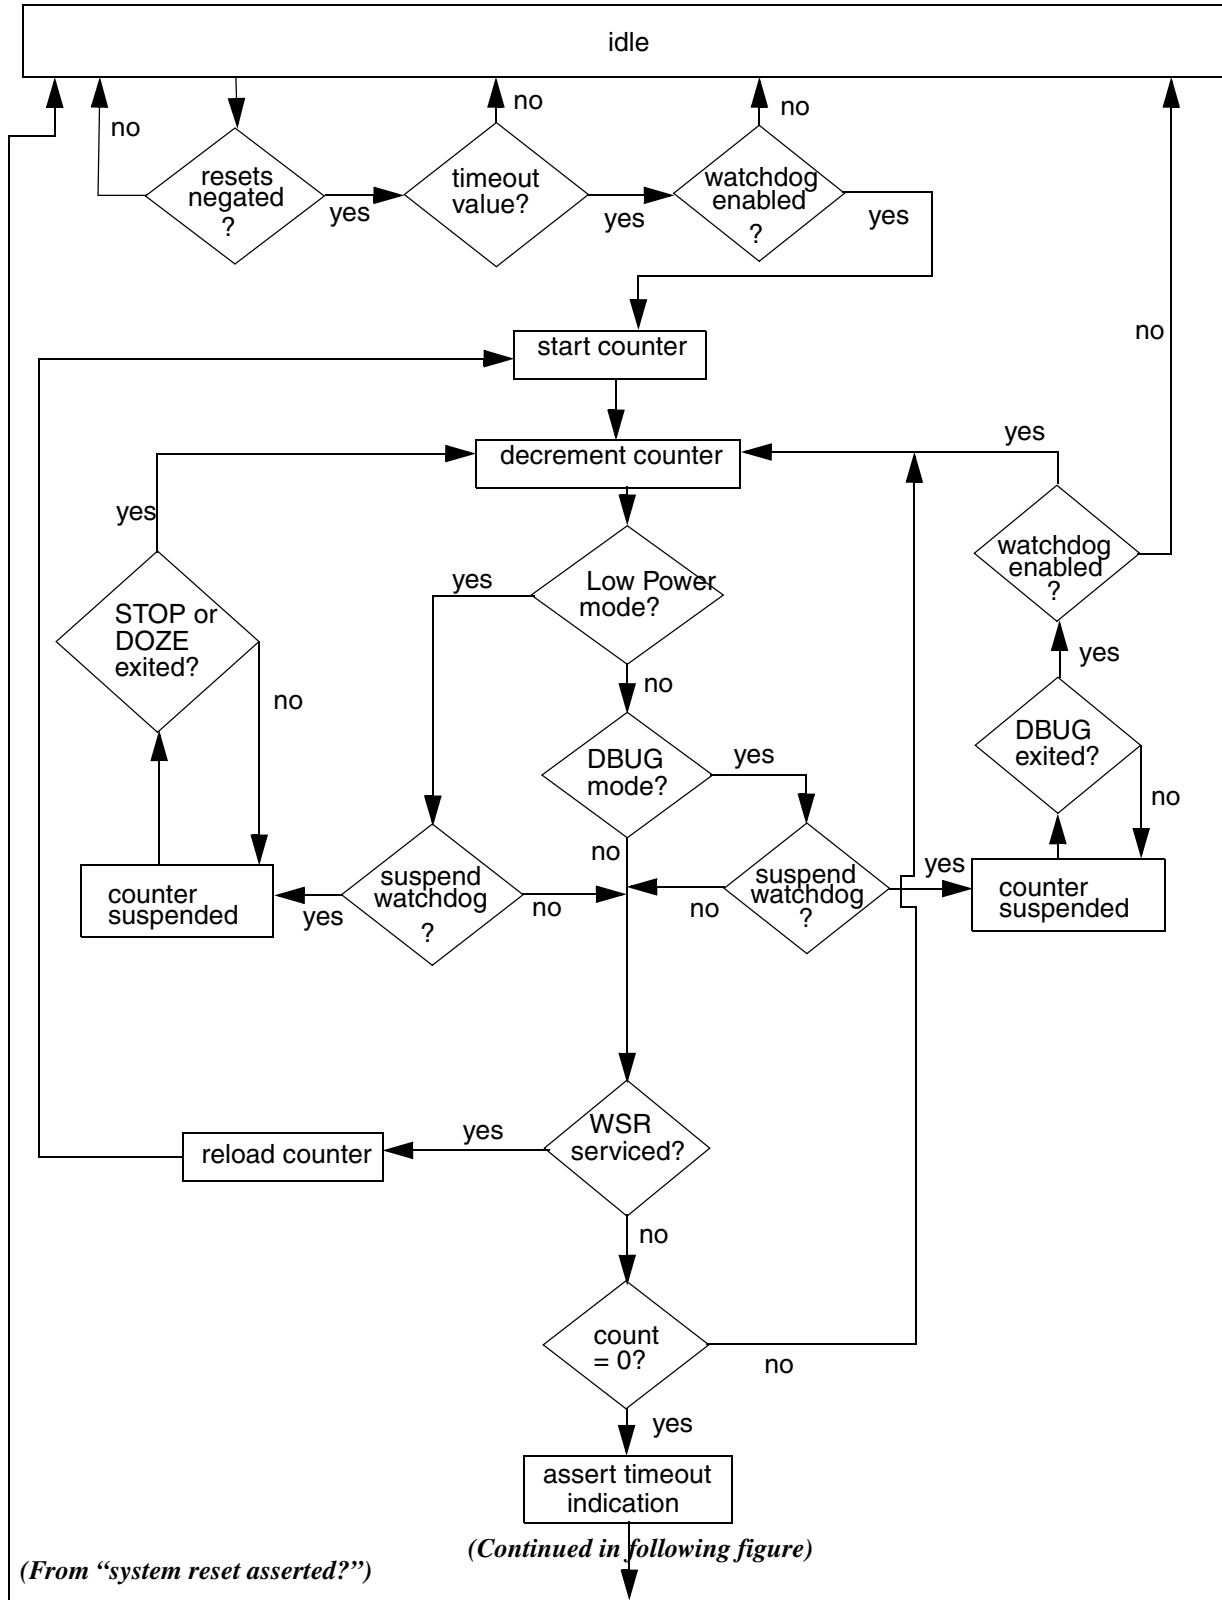 idle
no
no
no
resets
negated
?
yes
timeout
value?
yes
watchdog
enabled
?
yes
start counter
no
decrement counter
yes
yes
STOP or
DOZE
exited?
no
yes
Low Power
mode?
no
watchdog
enabled
?
yes
DBUG
mode?
yes
DBUG
exited?
no
no
counter
suspended
yes
suspend
watchdog
?
no
no
suspend
watchdog
?
yes
counter
suspended
reload counter
yes
WSR
serviced?
no
count
= 0?
no
yes
assert timeout
indication
(Continued in following figure)
(From “system reset asserted?”)